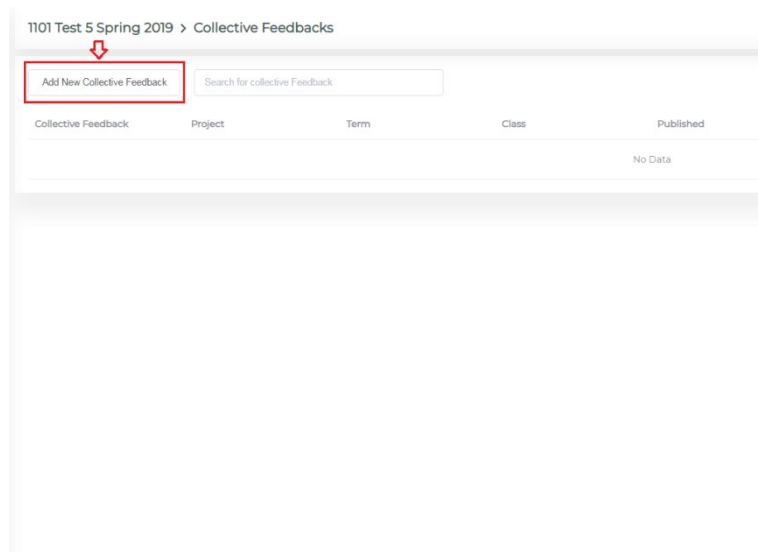 1101 Test 5 Spring 2019 > Collective Feedbacks
Add New Collective Feedback
Search for collective Feedback
Collective Feedback Project Term Class Published
No Data